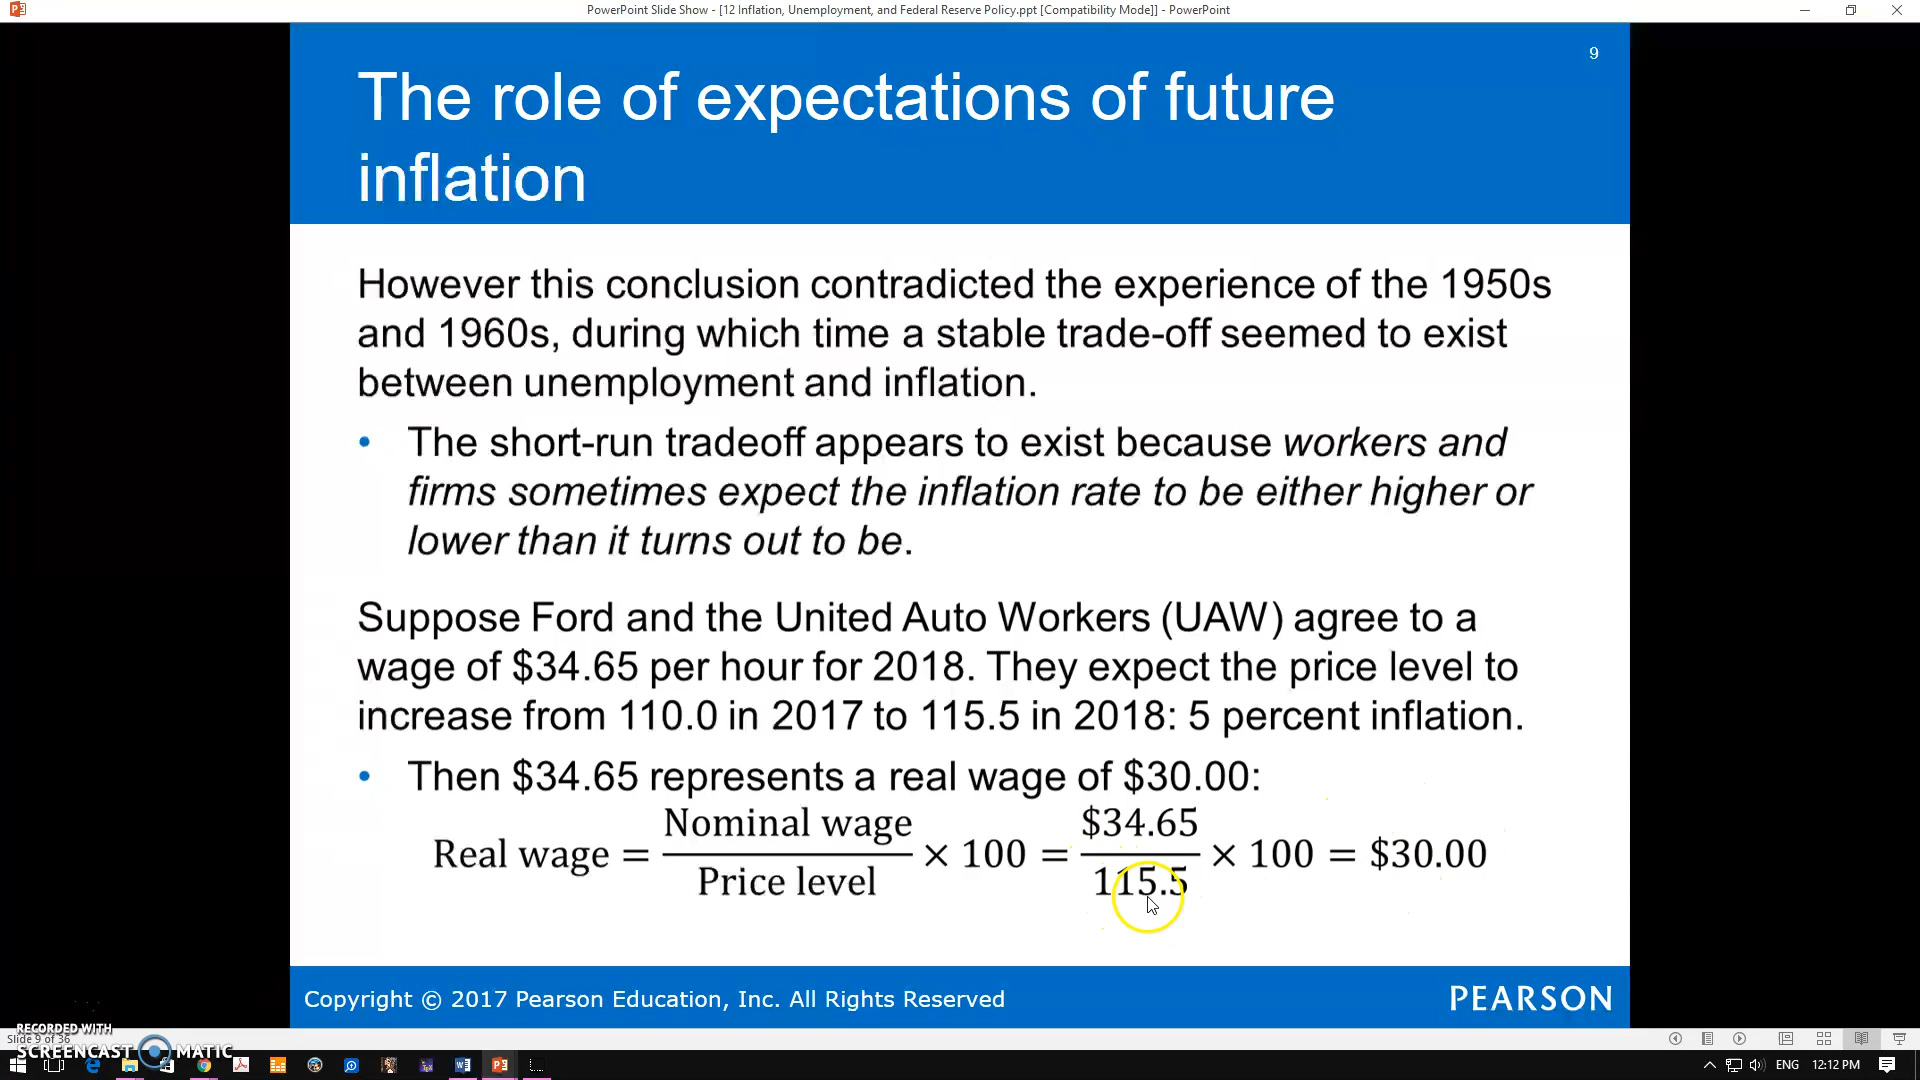 PowerPoint Slide Show - [12 Inflation, Unemployment, and Federal Reserve Policy.ppt [Compatibility Mode]] - PowerPoint
9
The role of expectations of future
inflation
However this conclusion contradicted the experience of the 1950s
and 1960s, during which time a stable trade-off seemed to exist
between unemployment and inflation.
• The short-run tradeoff appears to exist because workers and
firms sometimes expect the inflation rate to be either higher or
lower than it turns out to be.
Suppose Ford and the United Auto Workers (UAW) agree to a
wage of $34.65 per hour for 2018. They expect the price level to
increase from 110.0 in 2017 to 115.5 in 2018: 5 percent inflation.
• Then $34.65 represents a real wage of $30.00:
Real wage = Nominal wage / Price level × 100 = $34.65 / 115.5 × 100 = $30.00
Copyright © 2017 Pearson Education, Inc. All Rights Reserved
PEARSON
RECORDED WITH
Slide 9 of 36
SCREENCAST MATIC
ENG
12:12 PM